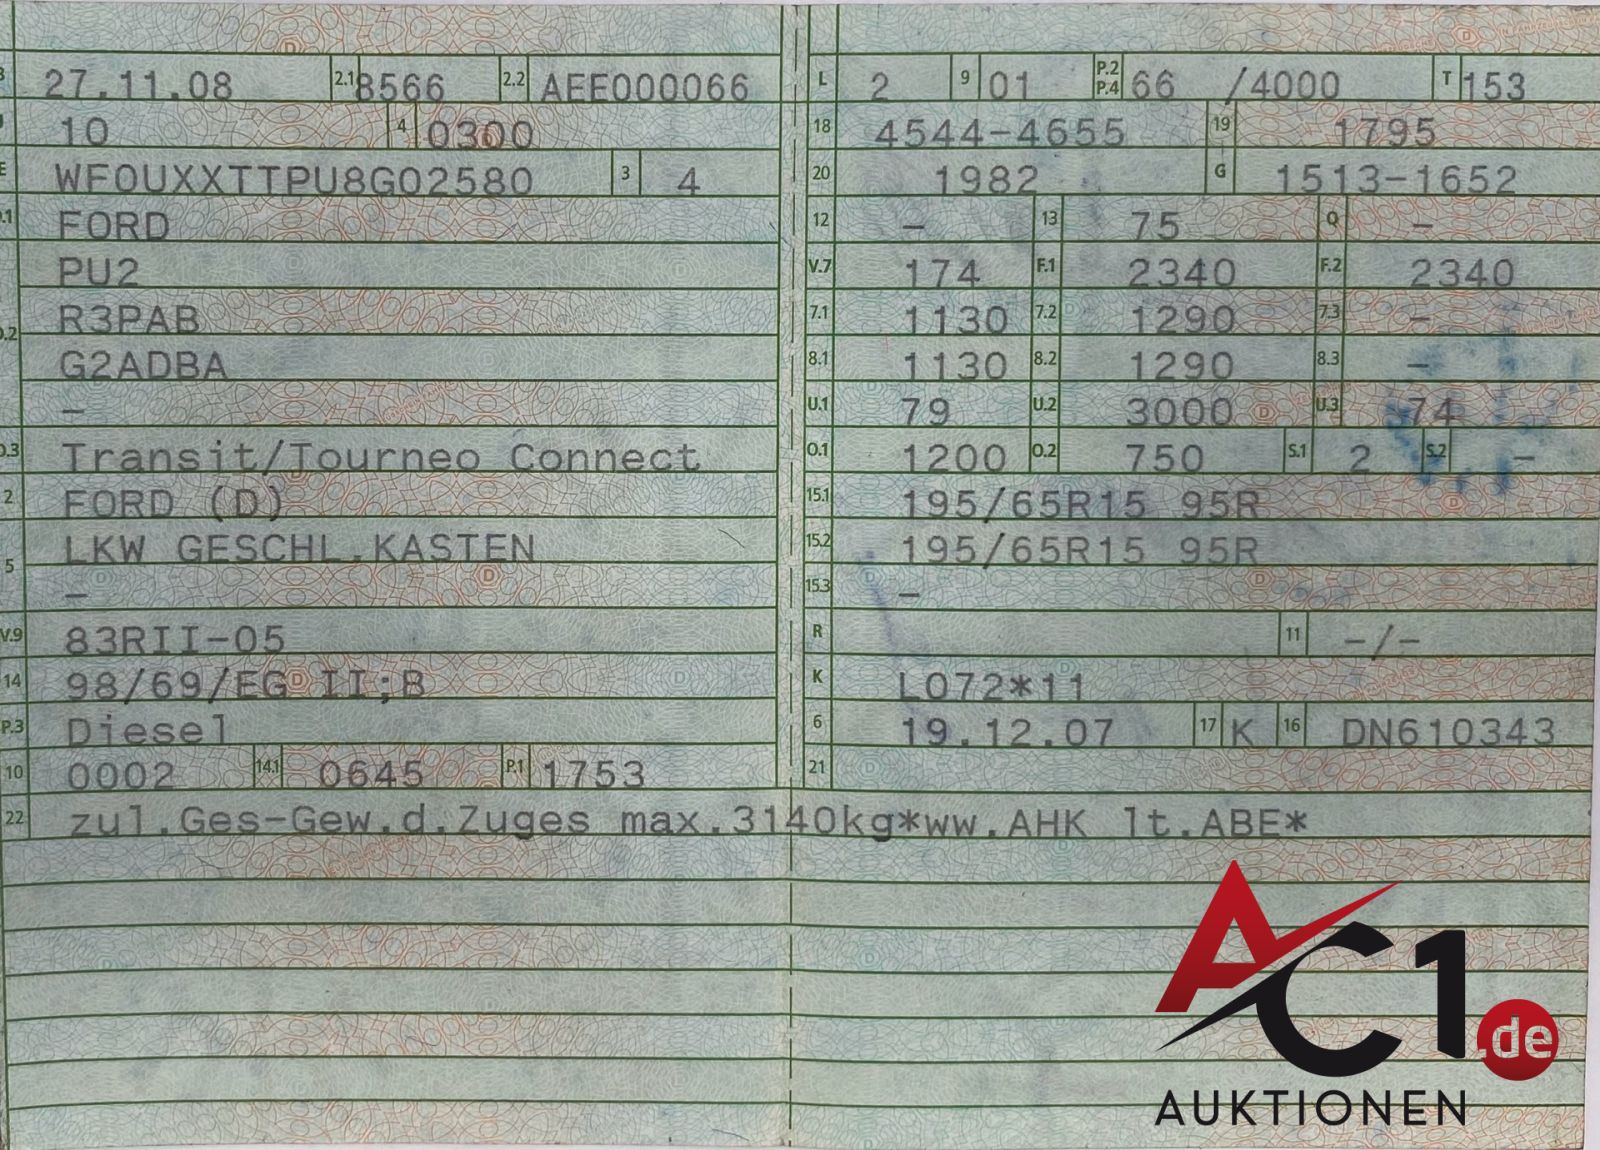 27.11.08 2.1 8566 2.2 AEE000066
10 4 0300
WF0UXXTTPU8G02580 3 4
FORD
PU2
R3PAB
G2ADBA
–
Transit/Tourneo Connect
2 FORD (D)
LKW GESCHL.KASTEN
5 –
V.9 83RII-05
14 98/69/EG II;B
P.3 Diesel
10 0002 14.1 0645 P.1 1753
L 2 9 01 P.2 P.4 66 /4000 T 153
18 4544-4655 19 1795
20 1982 G 1513-1652
12 – 13 75 Q –
V.7 174 F.1 2340 F.2 2340
7.1 1130 7.2 1290 7.3 –
8.1 1130 8.2 1290 8.3 –
U.1 79 U.2 3000 U.3 74
O.1 1200 O.2 750 S.1 2 S.2 –
15.1 195/65R15 95R
15.2 195/65R15 95R
15.3 –
R 11 -/-
K L072*11
6 19.12.07 17 K 16 DN610343
21
22 zul.Ges-Gew.d.Zuges max.3140kg*ww.AHK lt.ABE*
AC1.de
AUKTIONEN